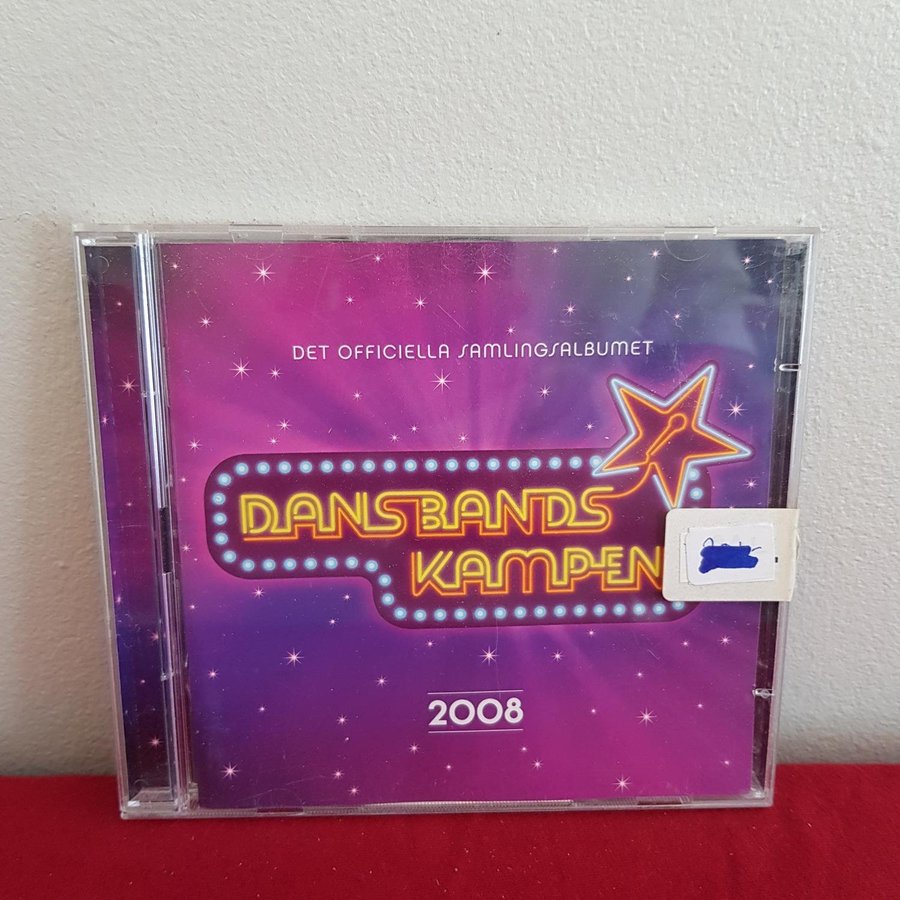 DET OFFICIELLA SAMLINGSALBUMET
DANSBANDS
KAMPEN
2008